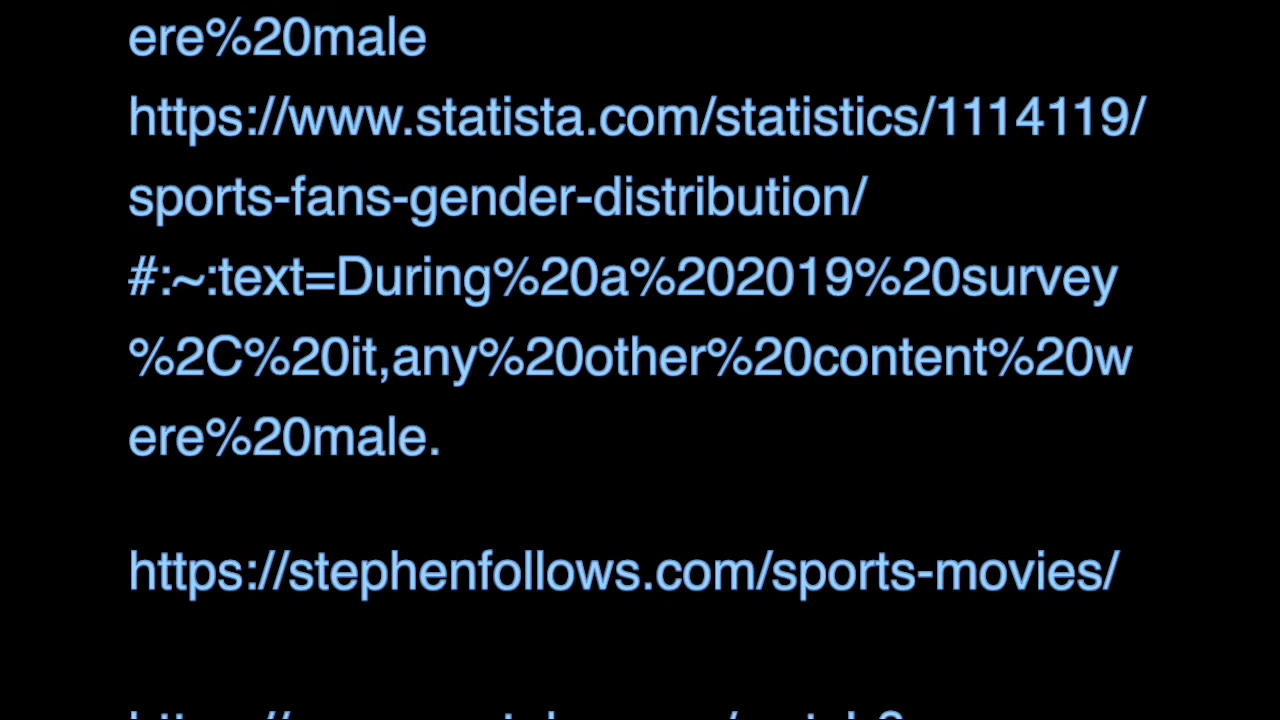 ere%20male
https://www.statista.com/statistics/1114119/
sports-fans-gender-distribution/
#:~:text=During%20a%202019%20survey
%2C%20it,any%20other%20content%20w
ere%20male.
https://stephenfollows.com/sports-movies/